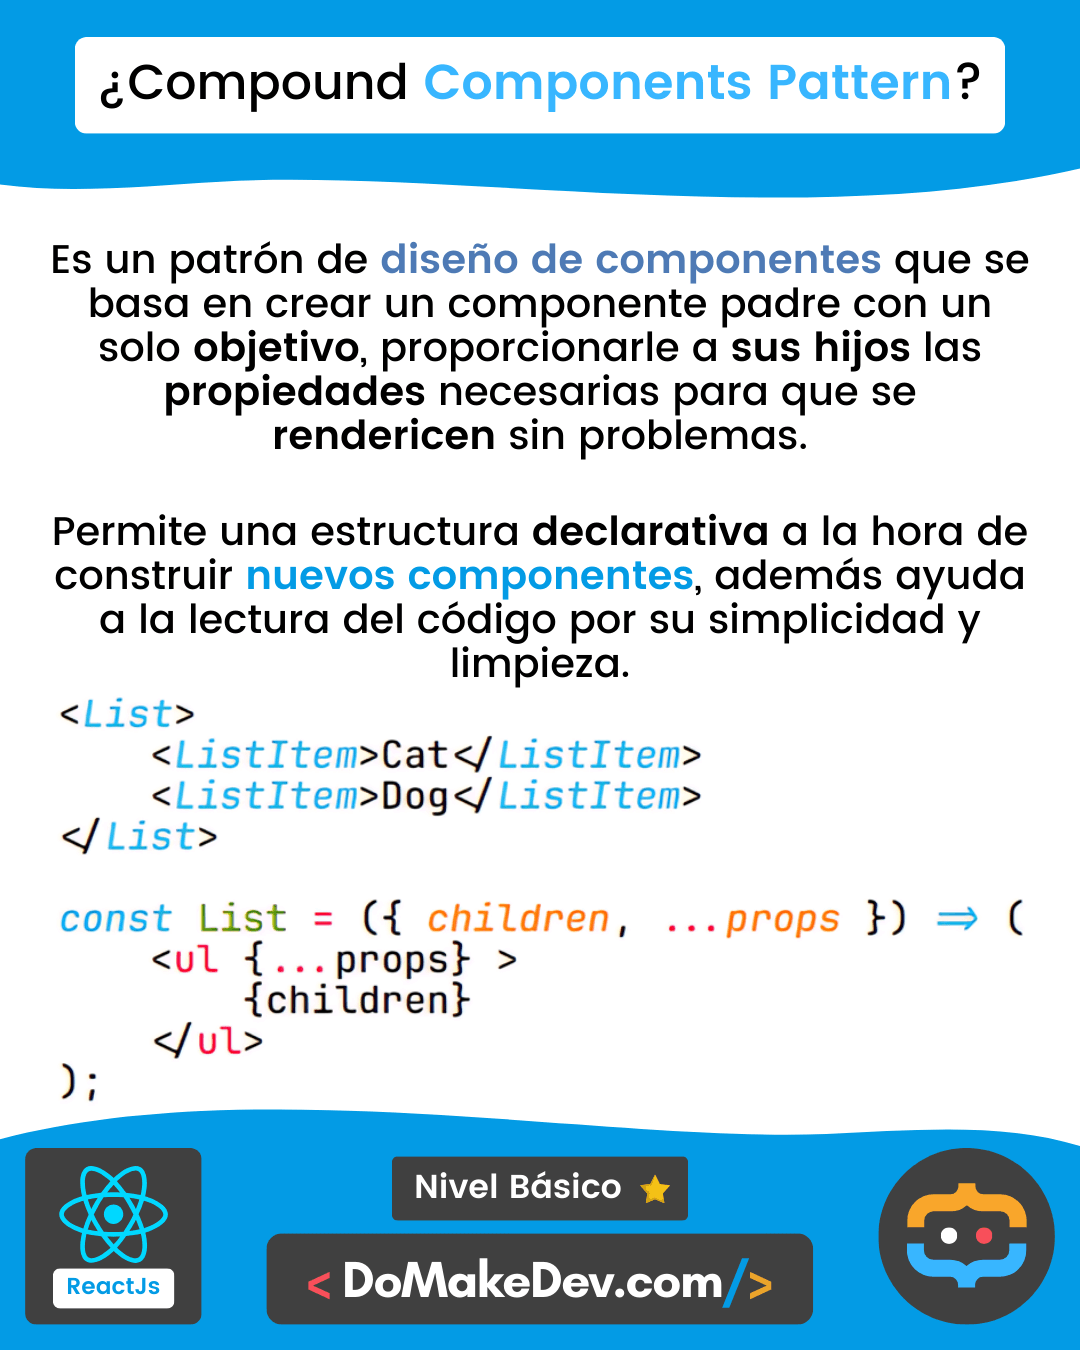 ¿Compound Components Pattern?
Es un patrón de diseño de componentes que se
basa en crear un componente padre con un
solo objetivo, proporcionarle a sus hijos las
propiedades necesarias para que se
rendericen sin problemas.
Permite una estructura declarativa a la hora de
construir nuevos componentes, además ayuda
a la lectura del código por su simplicidad y
limpieza.
<List>
<ListItem>Cat</ListItem>
<ListItem>Dog</ListItem>
</List>
const List = ({ children, ...props }) => (
<ul {...props} >
{children}
</ul>
);
Nivel Básico
ReactJs
< DoMakeDev.com/>